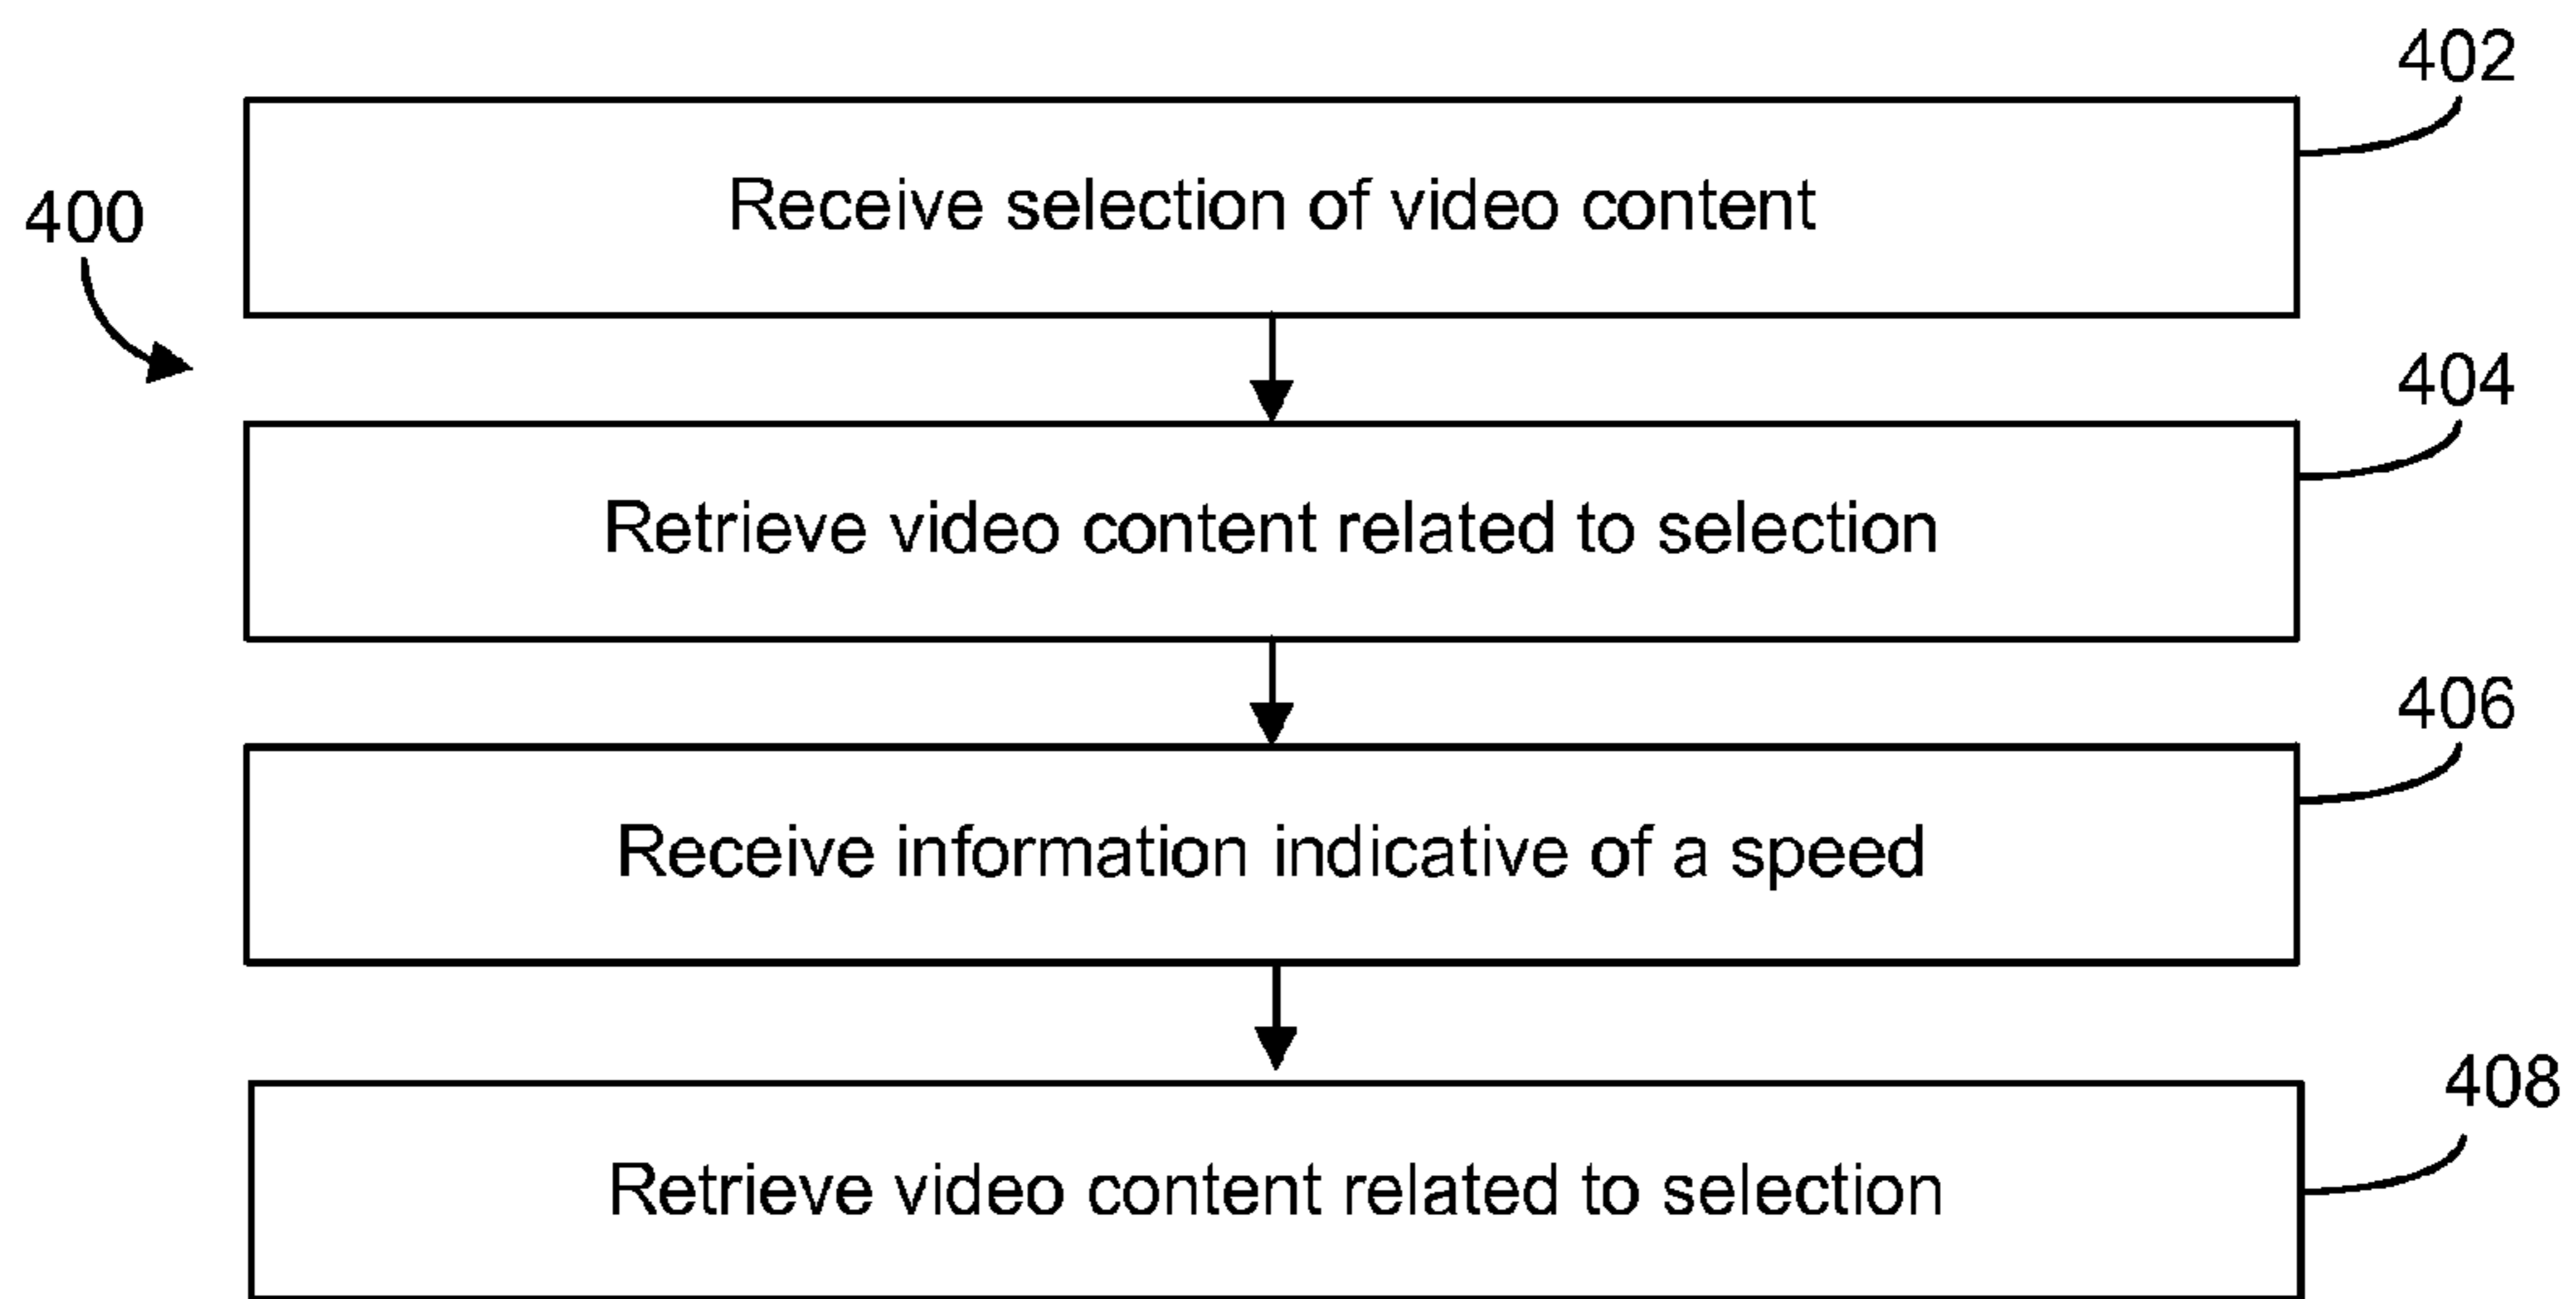 402
Receive selection of video content
400
404
Retrieve video content related to selection
406
Receive information indicative of a speed
408
Retrieve video content related to selection